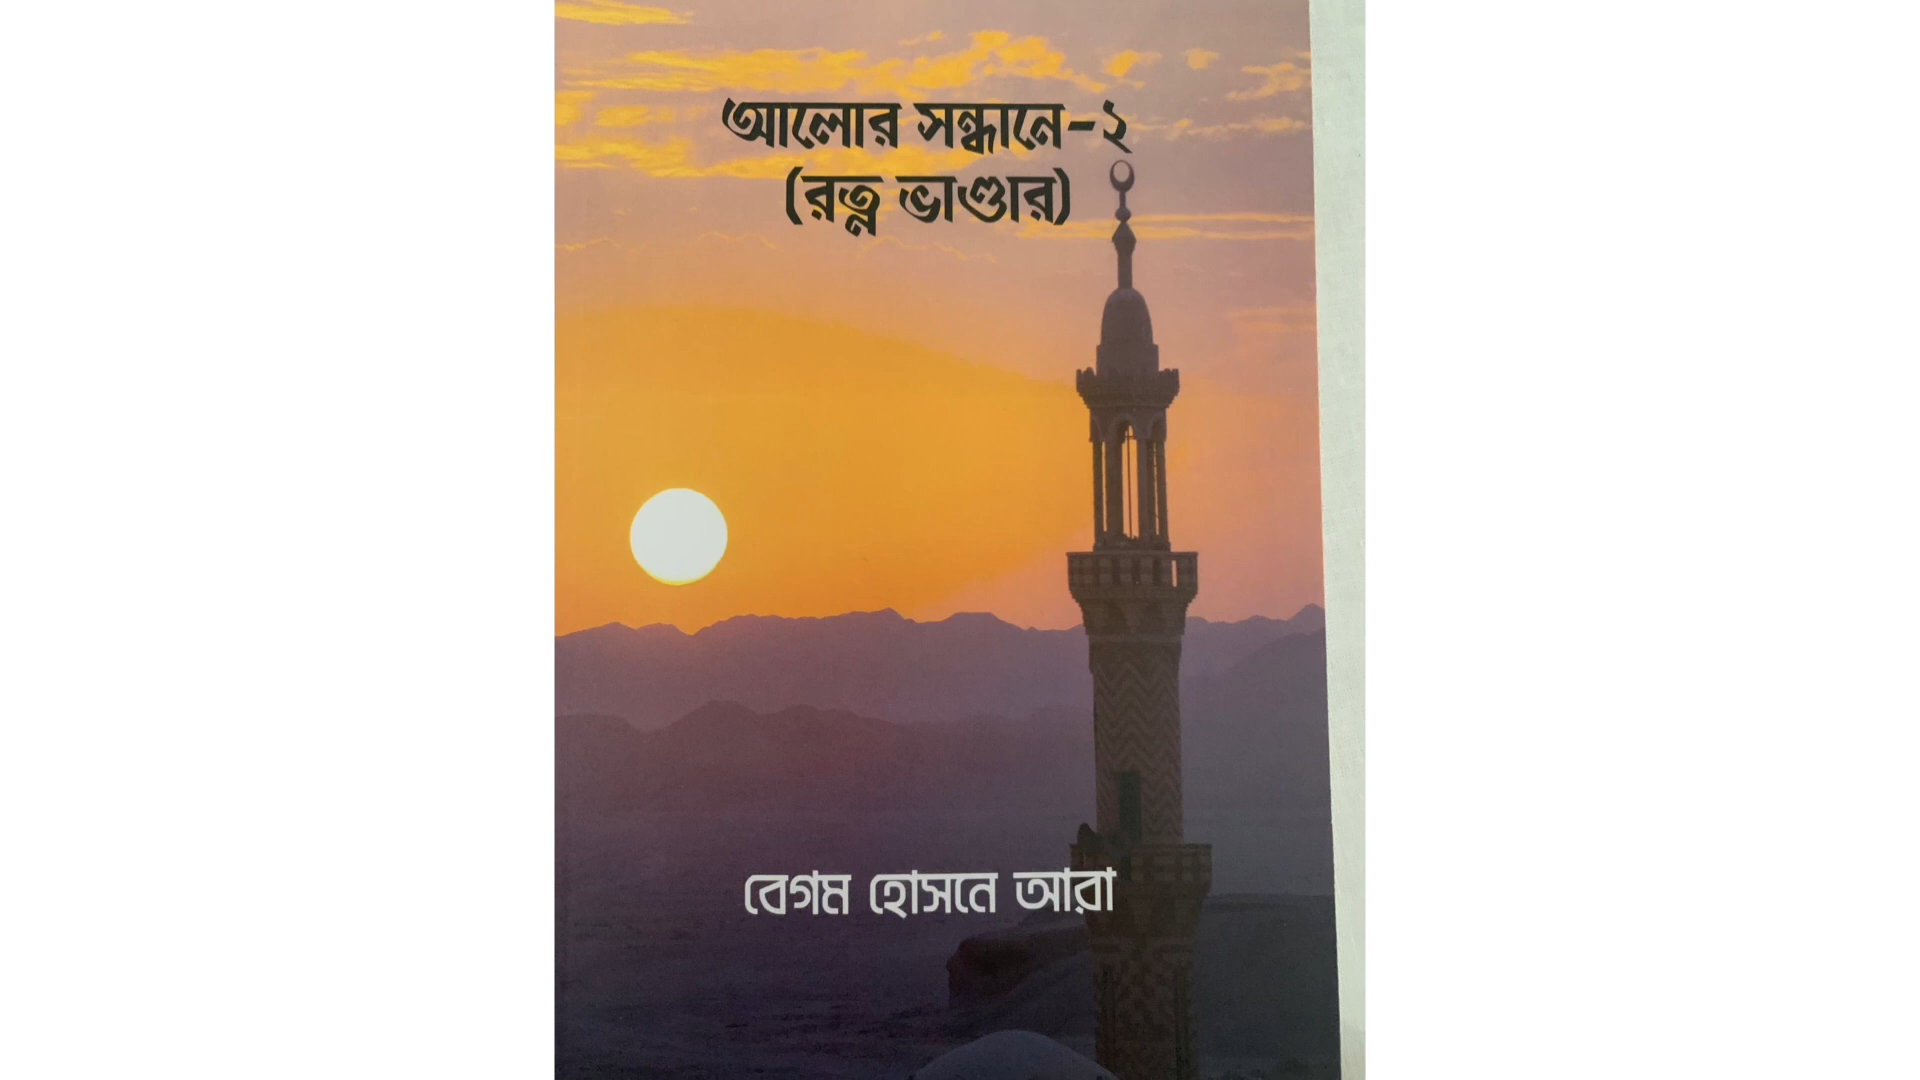 আলোর সন্ধানে-২
(রত্ন ভাণ্ডার)
বেগম হোসনে আরা